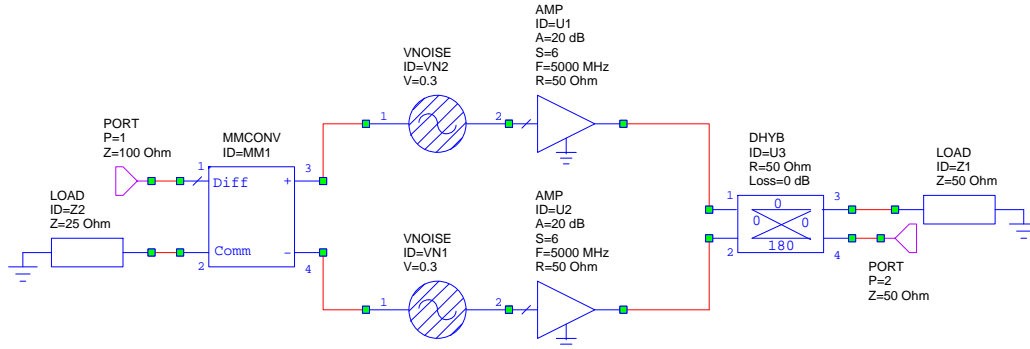 AMP
ID=U1
A=20 dB
S=6
F=5000 MHz
R=50 Ohm
VNOISE
ID=VN2
V=0.3
1
2
PORT
P=1
Z=100 Ohm
MMCONV
ID=MM1
1
Diff
+
3
Comm
-
2
4
LOAD
ID=Z2
Z=25 Ohm
DHYB
ID=U3
R=50 Ohm
Loss=0 dB
1
0
3
0
0
2
180
4
LOAD
ID=Z1
Z=50 Ohm
PORT
P=2
Z=50 Ohm
VNOISE
ID=VN1
V=0.3
1
2
AMP
ID=U2
A=20 dB
S=6
F=5000 MHz
R=50 Ohm